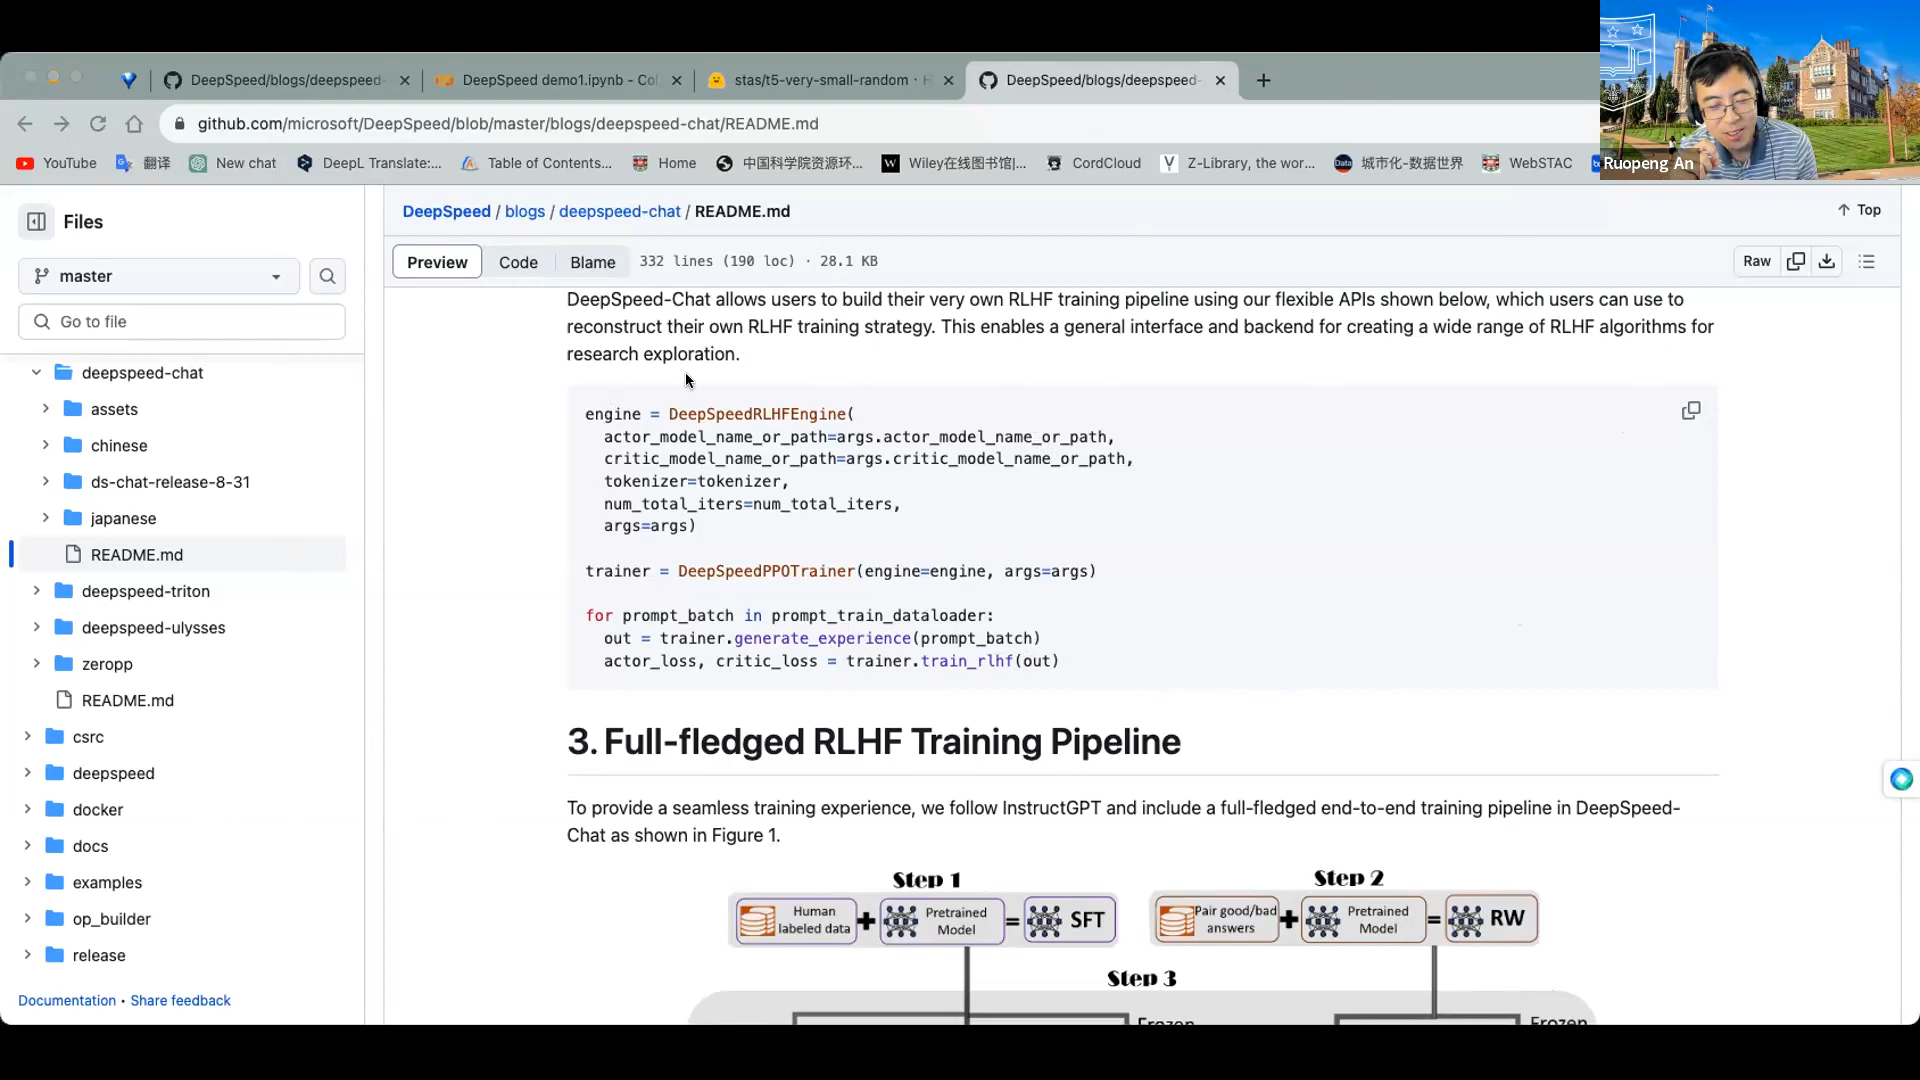 DeepSpeed/blogs/deepspeed-
DeepSpeed demo1.ipynb - Co
stas/t5-very-small-random · H
DeepSpeed/blogs/deepspeed-
github.com/microsoft/DeepSpeed/blob/master/blogs/deepspeed-chat/README.md
YouTube
翻译
New chat
DeepL Translate:...
Table of Contents...
Home
中国科学院资源环...
Wiley在线图书馆|...
CordCloud
Z-Library, the wor...
城市化-数据世界
WebSTAC
Ruopeng An
Files
master
Go to file
deepspeed-chat
assets
chinese
ds-chat-release-8-31
japanese
README.md
deepspeed-triton
deepspeed-ulysses
zeropp
README.md
csrc
deepspeed
docker
docs
examples
op_builder
release
Documentation • Share feedback
DeepSpeed / blogs / deepspeed-chat / README.md
Top
Preview Code Blame 332 lines (190 loc) · 28.1 KB
Raw
DeepSpeed-Chat allows users to build their very own RLHF training pipeline using our flexible APIs shown below, which users can use to
reconstruct their own RLHF training strategy. This enables a general interface and backend for creating a wide range of RLHF algorithms for
research exploration.
engine = DeepSpeedRLHFEngine(
actor_model_name_or_path=args.actor_model_name_or_path,
critic_model_name_or_path=args.critic_model_name_or_path,
tokenizer=tokenizer,
num_total_iters=num_total_iters,
args=args)
trainer = DeepSpeedPPOTrainer(engine=engine, args=args)
for prompt_batch in prompt_train_dataloader:
out = trainer.generate_experience(prompt_batch)
actor_loss, critic_loss = trainer.train_rlhf(out)
3. Full-fledged RLHF Training Pipeline
To provide a seamless training experience, we follow InstructGPT and include a full-fledged end-to-end training pipeline in DeepSpeed-
Chat as shown in Figure 1.
Step 1
Human
labeled data
+
Pretrained
Model
=
SFT
Step 2
Pair good/bad
answers
+
Pretrained
Model
=
RW
Step 3
Frozen
Frozen